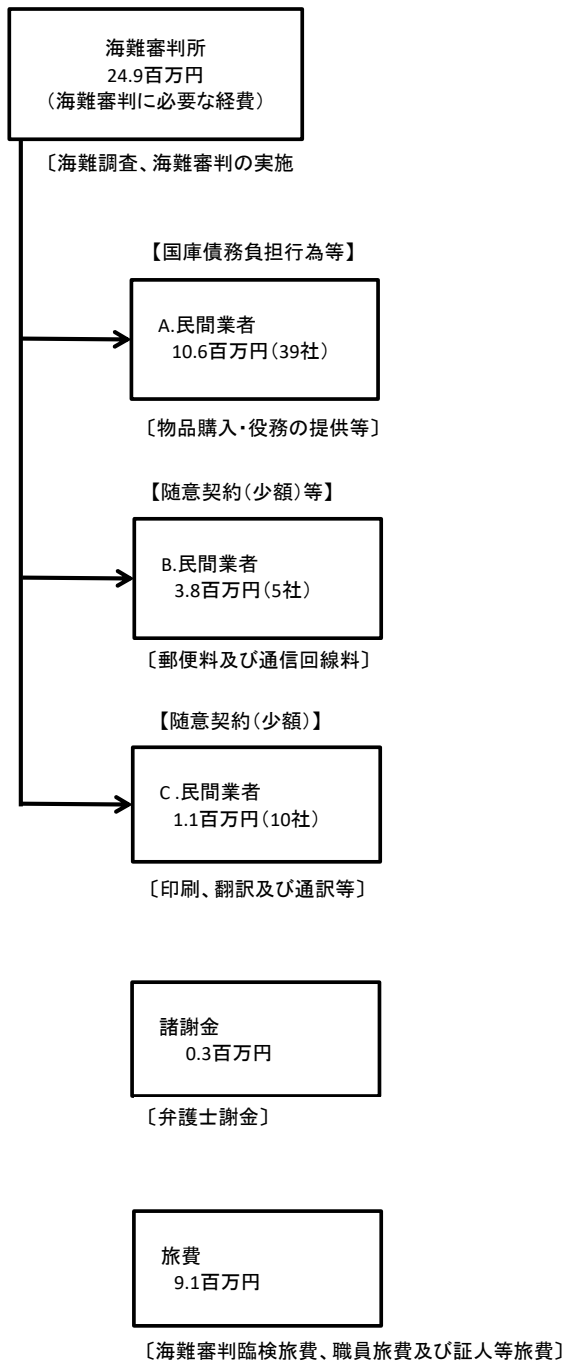 海難審判所
24.9百万円
（海難審判に必要な経費）
〔海難調査、海難審判の実施
【国庫債務負担行為等】
A.民間業者
10.6百万円（39社）
〔物品購入・役務の提供等〕
【随意契約（少額）等】
B.民間業者
3.8百万円（5社）
〔郵便料及び通信回線料〕
【随意契約（少額）】
C .民間業者
1.1百万円（10社）
〔印刷、翻訳及び通訳等〕
諸謝金
0.3百万円
〔弁護士謝金〕
旅費
9.1百万円
〔海難審判臨検旅費、職員旅費及び証人等旅費〕